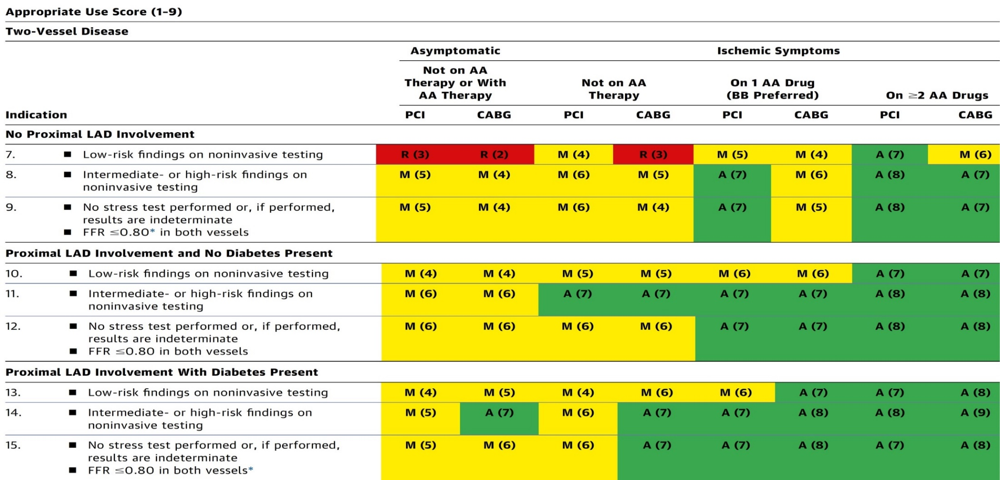 Appropriate Use Score (1–9)
Two-Vessel Disease
Asymptomatic Ischemic Symptoms
Not on AA
Therapy or With Not on AA On 1 AA Drug
AA Therapy Therapy (BB Preferred) On ≥2 AA Drugs
Indication PCI CABG PCI CABG PCI CABG PCI CABG
No Proximal LAD Involvement
7. ■ Low-risk findings on noninvasive testing R (3) R (2) M (4) R (3) M (5) M (4) A (7) M (6)
8. ■ Intermediate- or high-risk findings on M (5) M (4) M (6) M (5) A (7) M (6) A (8) A (7)
noninvasive testing
9. ■ No stress test performed or, if performed, M (5) M (4) M (6) M (4) A (7) M (5) A (8) A (7)
results are indeterminate
■ FFR ≤0.80* in both vessels
Proximal LAD Involvement and No Diabetes Present
10. ■ Low-risk findings on noninvasive testing M (4) M (4) M (5) M (5) M (6) M (6) A (7) A (7)
11. ■ Intermediate- or high-risk findings on M (6) M (6) A (7) A (7) A (7) A (7) A (8) A (8)
noninvasive testing
12. ■ No stress test performed or, if performed, M (6) M (6) M (6) M (6) A (7) A (7) A (8) A (8)
results are indeterminate
■ FFR ≤0.80 in both vessels
Proximal LAD Involvement With Diabetes Present
13. ■ Low-risk findings on noninvasive testing M (4) M (5) M (4) M (6) M (6) A (7) A (7) A (8)
14. ■ Intermediate- or high-risk findings on M (5) A (7) M (6) A (7) A (7) A (8) A (8) A (9)
noninvasive testing
15. ■ No stress test performed or, if performed, M (5) M (6) M (6) A (7) A (7) A (8) A (7) A (8)
results are indeterminate
■ FFR ≤0.80 in both vessels*